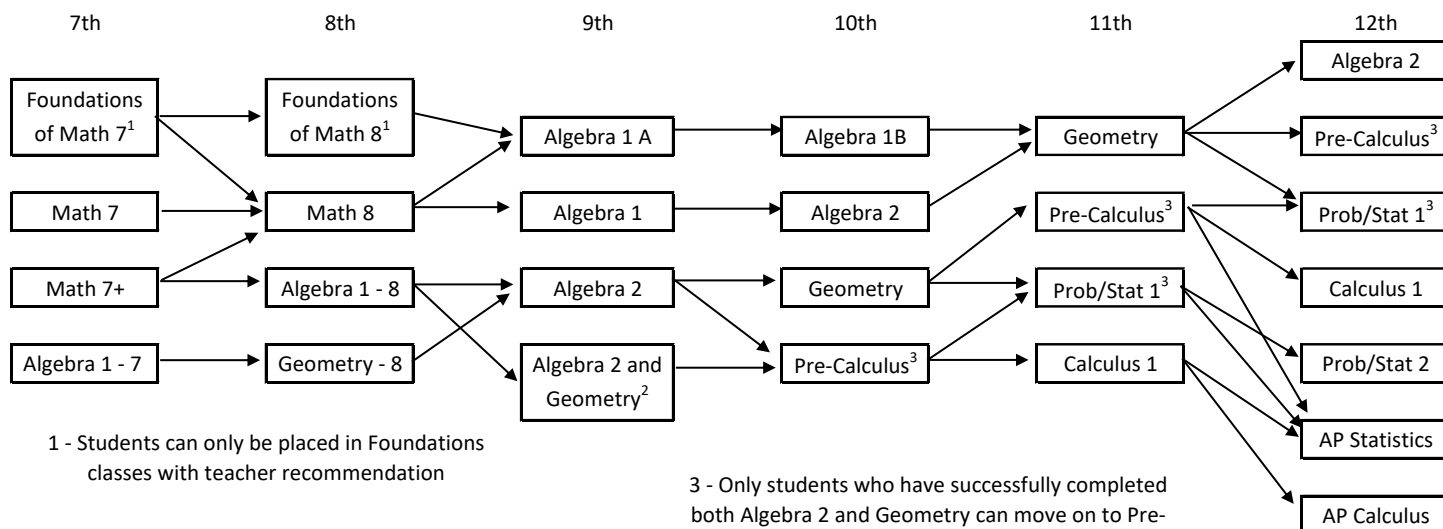 7th 8th 9th 10th 11th 12th
Algebra 2
Foundations
of Math 7¹
Foundations
of Math 8¹
Algebra 1 A
Algebra 1B
Geometry
Pre-Calculus³
Math 7
Math 8
Algebra 1
Algebra 2
Pre-Calculus³
Prob/Stat 1³
Math 7+
Algebra 1 - 8
Algebra 2
Geometry
Prob/Stat 1³
Calculus 1
Algebra 1 - 7
Geometry - 8
Algebra 2 and
Geometry²
Pre-Calculus³
Calculus 1
Prob/Stat 2
AP Statistics
AP Calculus
1 - Students can only be placed in Foundations
classes with teacher recommendation
3 - Only students who have successfully completed
both Algebra 2 and Geometry can move on to Pre-